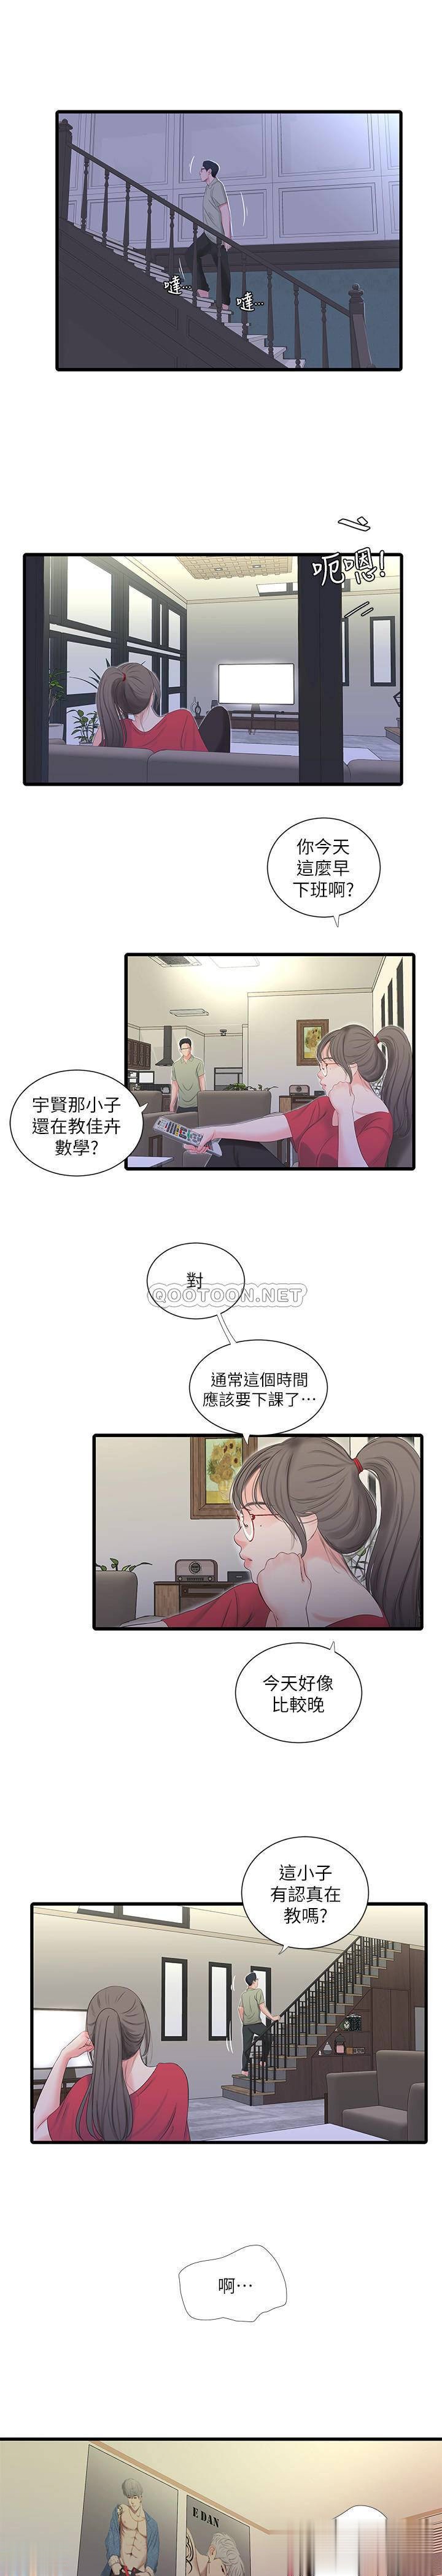 噠…
噠…
呃嗯!
你今天
這麼早
下班啊?
宇賢那小子
還在教佳卉
數學?
對
QOOTOON.NET
通常這個時間
應該要下課了…
今天好像
比較晚
這小子
有認真在
教嗎?
啊…
E DAN